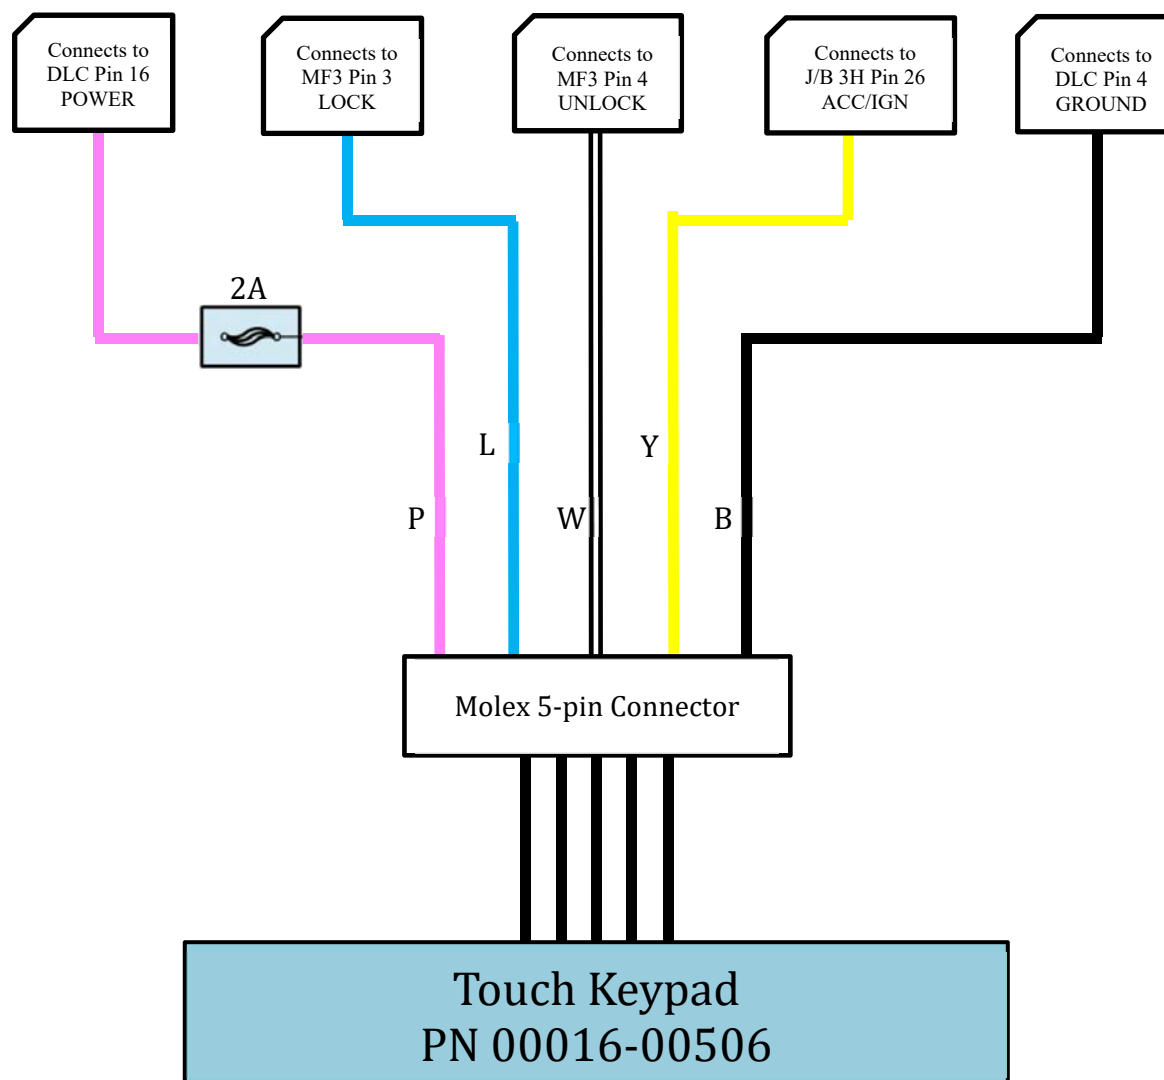 Connects to
DLC Pin 16
POWER
Connects to
MF3 Pin 3
LOCK
Connects to
MF3 Pin 4
UNLOCK
Connects to
J/B 3H Pin 26
ACC/IGN
Connects to
DLC Pin 4
GROUND
2A
L
Y
P
W
B
Molex 5-pin Connector
Touch Keypad
PN 00016-00506